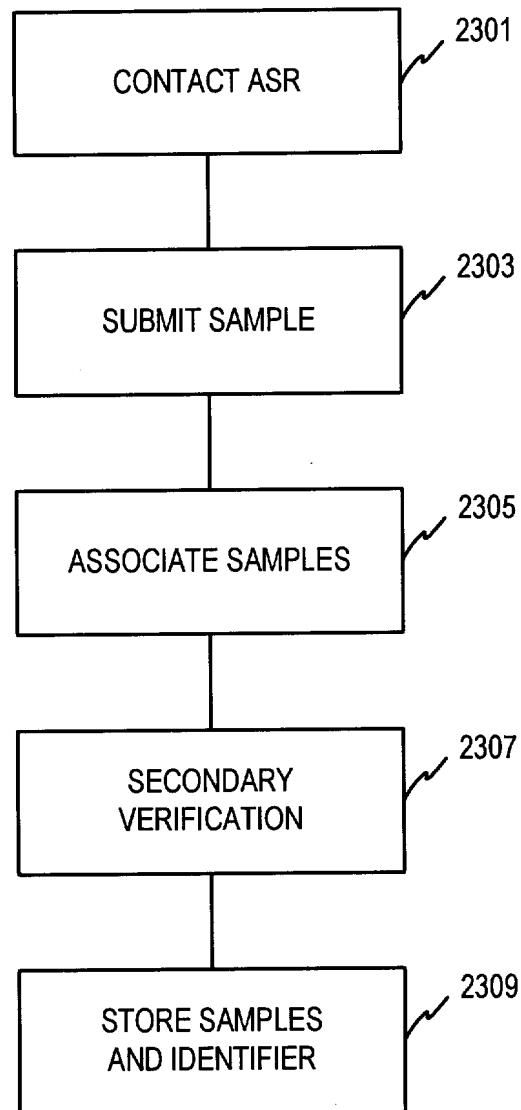 2301
CONTACT ASR
2303
SUBMIT SAMPLE
2305
ASSOCIATE SAMPLES
2307
SECONDARY
VERIFICATION
2309
STORE SAMPLES
AND IDENTIFIER